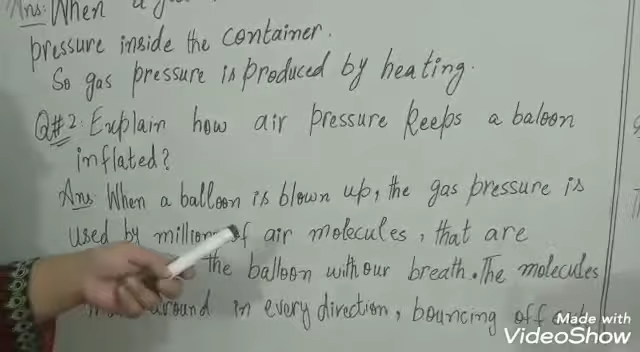 Ans: When a
pressure inside the container.
So gas pressure is produced by heating.
Q#2: Explain how air pressure keeps a baloon
inflated?
Ans When a balloon is blown up, the gas pressure is
used by millions of air molecules, that are
the balloon with our breath. The molecules
around in every direction, bouncing off
Made with
VideoShow